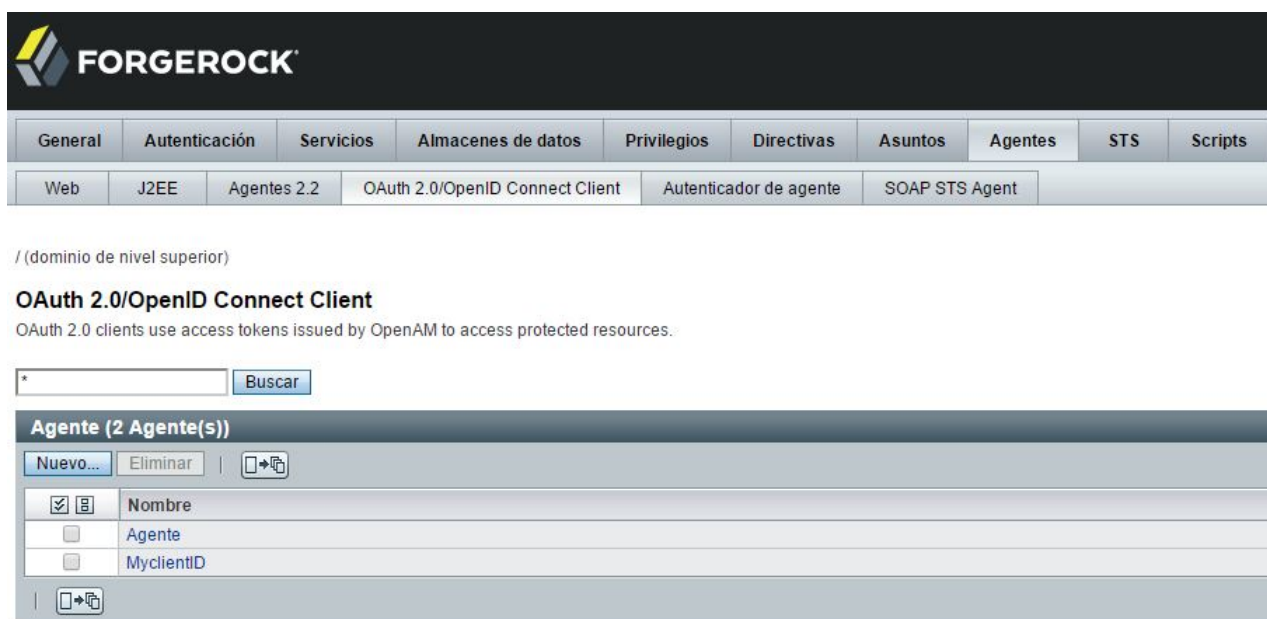 FORGEROCK
General Autenticación Servicios Almacenes de datos Privilegios Directivas Asuntos Agentes STS Scripts
Web J2EE Agentes 2.2 OAuth 2.0/OpenID Connect Client Autenticador de agente SOAP STS Agent
/ (dominio de nivel superior)
OAuth 2.0/OpenID Connect Client
OAuth 2.0 clients use access tokens issued by OpenAM to access protected resources.
* Buscar
Agente (2 Agente(s))
Nuevo... Eliminar |
Nombre
Agente
MyclientID
|